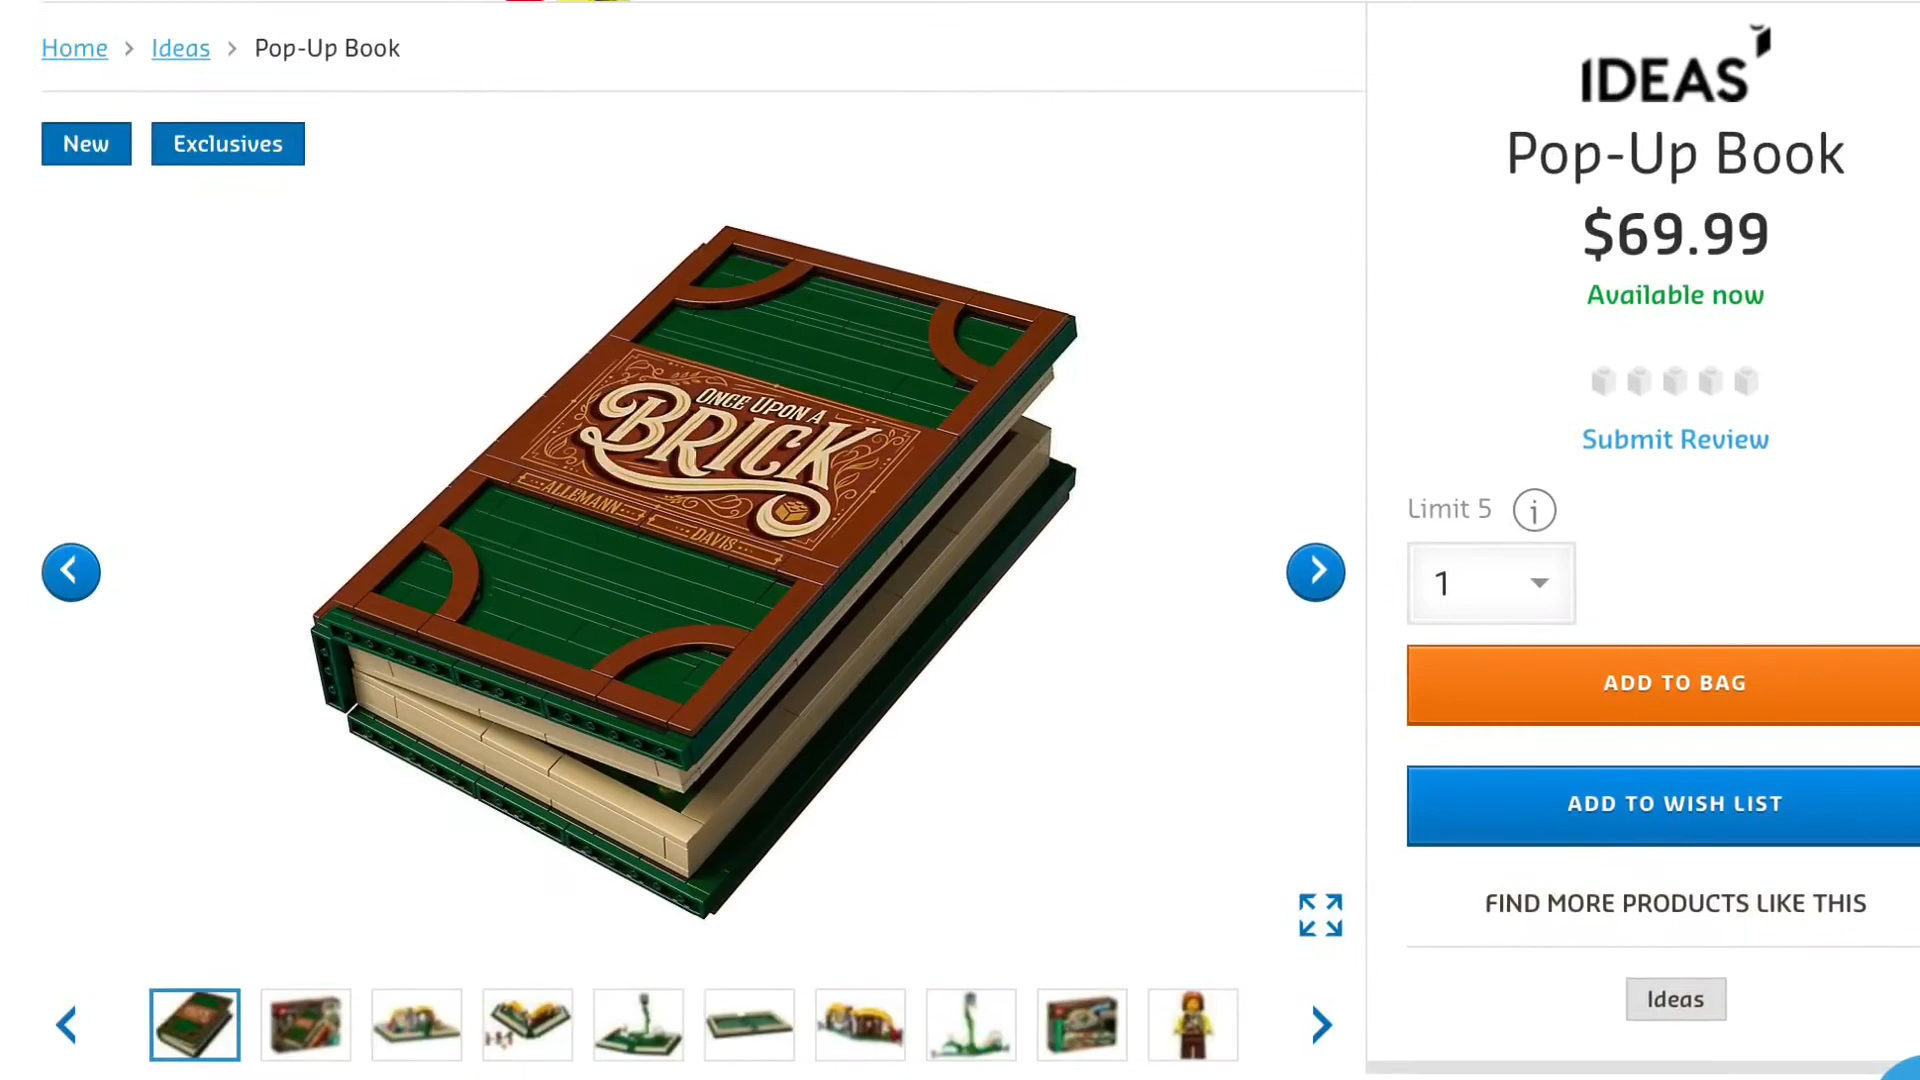 Home > Ideas > Pop-Up Book
New
Exclusives
ONCE UPON A
BRICK
ALLEMANN
DAVIS
IDEAS
Pop-Up Book
$69.99
Available now
Submit Review
Limit 5 i
1
ADD TO BAG
ADD TO WISH LIST
FIND MORE PRODUCTS LIKE THIS
Ideas